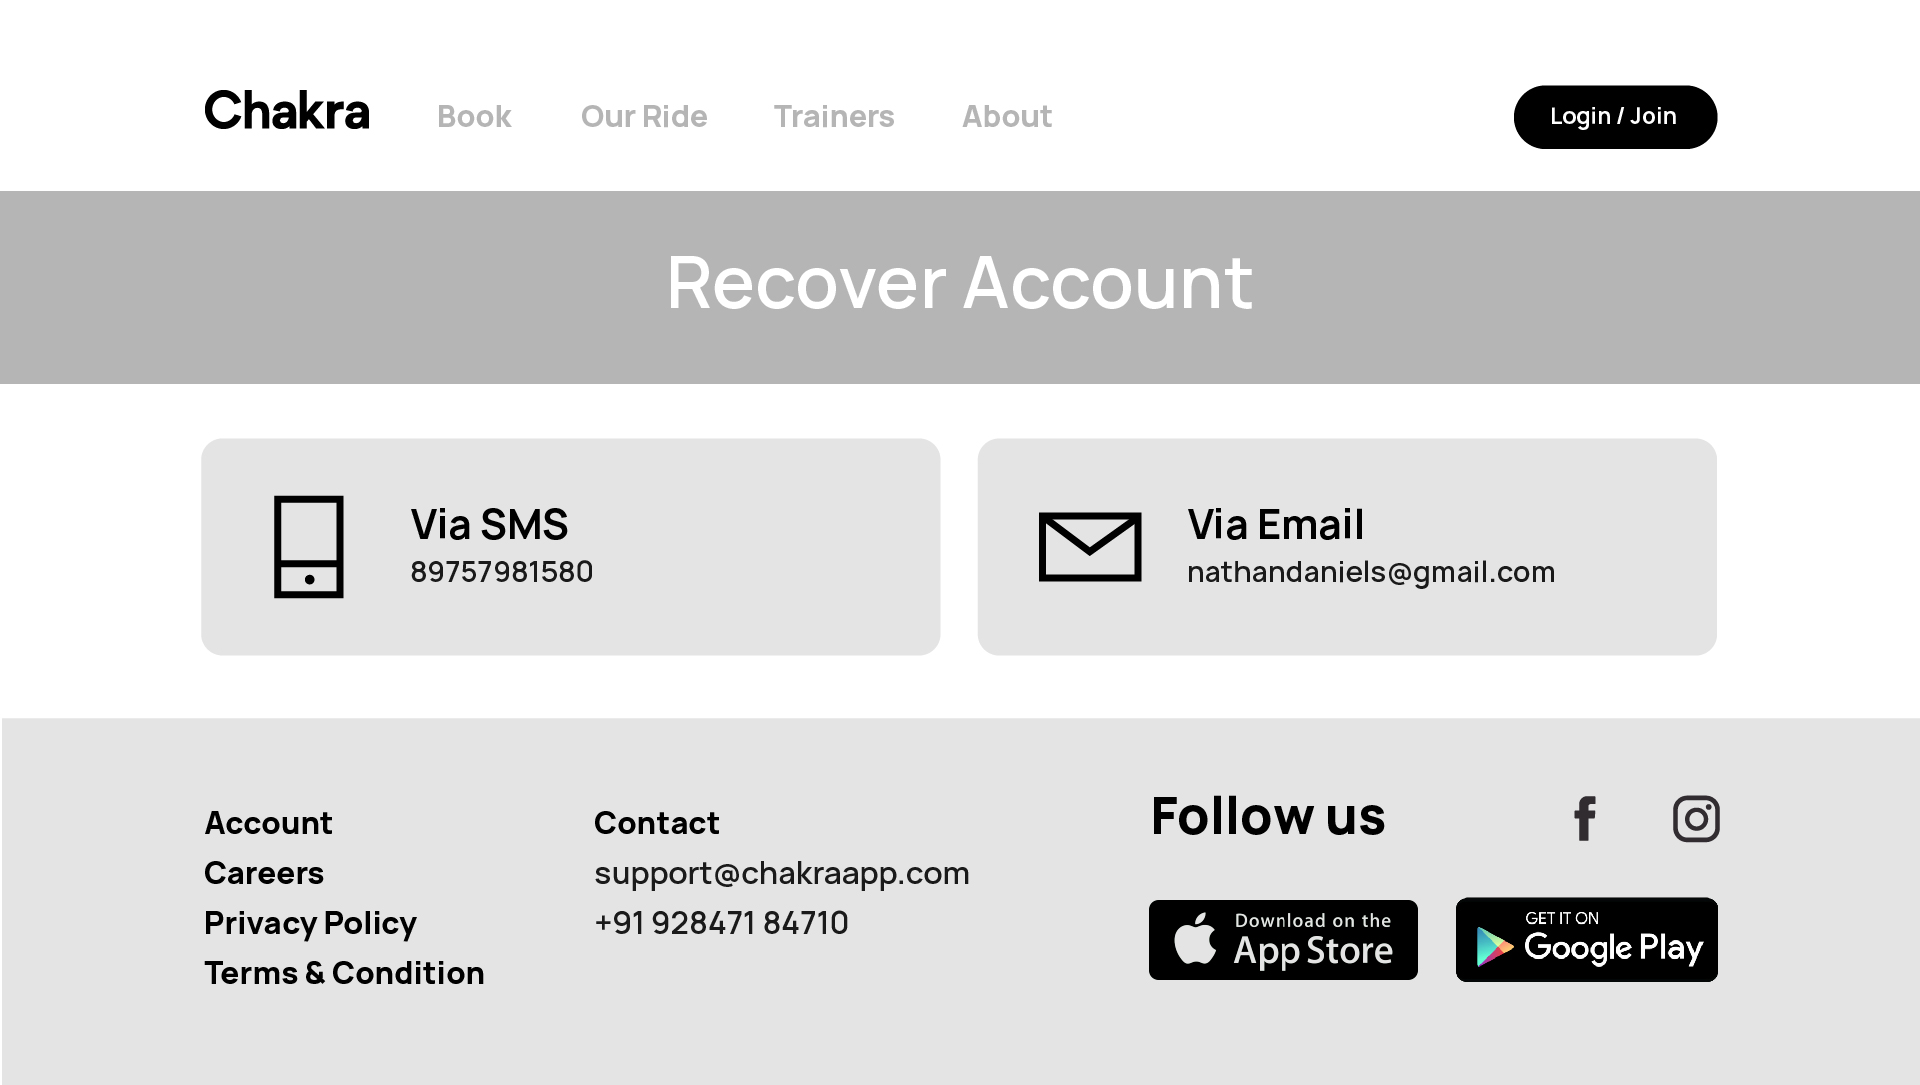 Chakra
Book
Our Ride
Trainers
About
Login / Join
Recover Account
Via SMS
89757981580
Via Email
nathandaniels@gmail.com
Account
Careers
Privacy Policy
Terms & Condition
Contact
support@chakraapp.com
+91 928471 84710
Follow us
Download on the
App Store
GET IT ON
Google Play